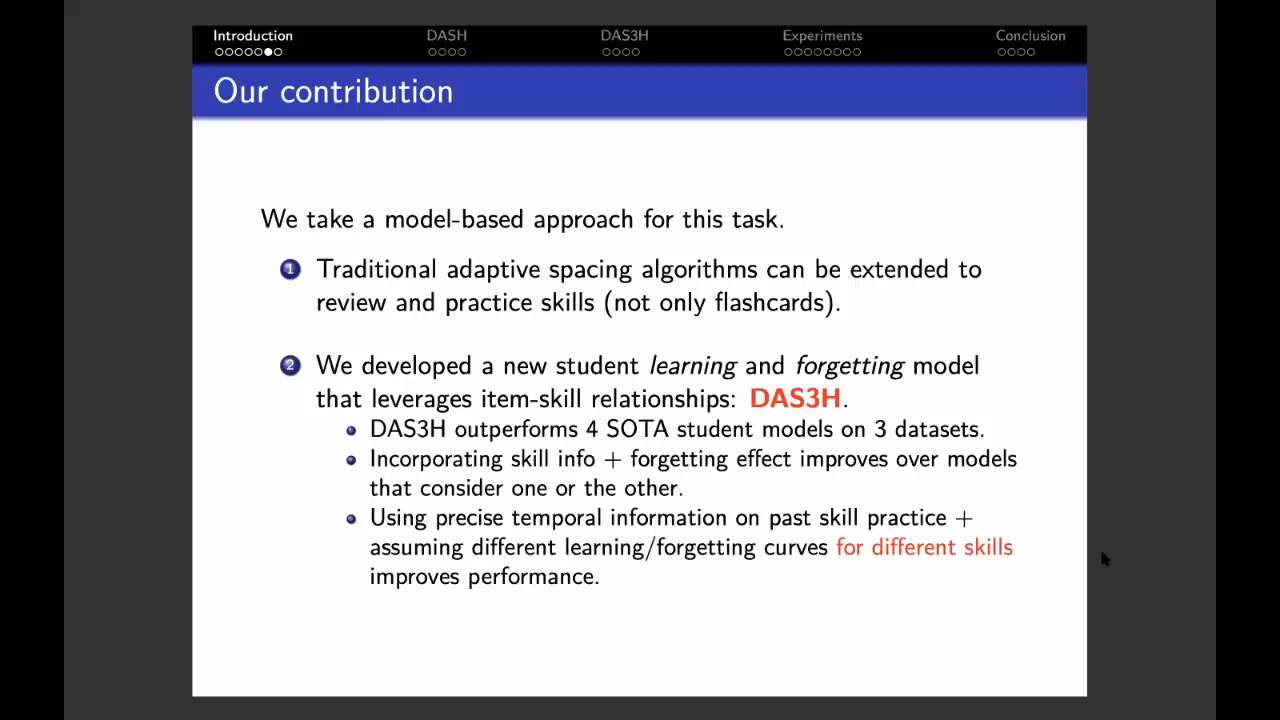 Introduction DASH DAS3H Experiments Conclusion
Our contribution
We take a model-based approach for this task.
1 Traditional adaptive spacing algorithms can be extended to
review and practice skills (not only flashcards).
2 We developed a new student learning and forgetting model
that leverages item-skill relationships: DAS3H.
DAS3H outperforms 4 SOTA student models on 3 datasets.
Incorporating skill info + forgetting effect improves over models
that consider one or the other.
Using precise temporal information on past skill practice +
assuming different learning/forgetting curves for different skills
improves performance.